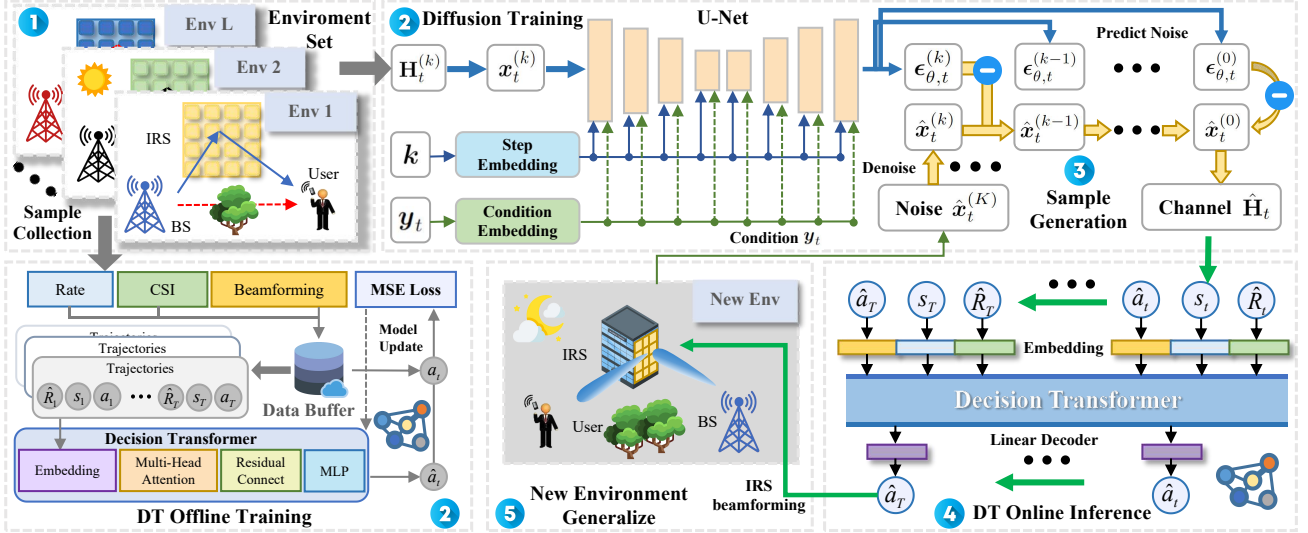 1
Env L
Env 2
Env 1
Enviroment
Set
IRS
User
BS
Sample
Collection
2 Diffusion Training
U-Net
H_t^{(k)}
x_t^{(k)}
k
Step
Embedding
y_t
Condition
Embedding
Condition y_t
Predict Noise
ϵ_{θ,t}^{(k)}
ϵ_{θ,t}^{(k−1)}
ϵ_{θ,t}^{(0)}
x̂_t^{(k)}
x̂_t^{(k−1)}
x̂_t^{(0)}
Denoise
Noise x̂_t^{(K)}
3
Sample
Generation
Channel Ĥ_t
Rate
CSI
Beamforming
MSE Loss
Model
Update
Trajectories
Trajectories
Trajectories
R̂_1 s_1 a_1 ••• R̂_T s_T a_T
Data Buffer
a_t
Decision Transformer
Embedding
Multi-Head
Attention
Residual
Connect
MLP
â_t
DT Offline Training
2
New Env
IRS
User
BS
5
New Environment
Generalize
IRS
beamforming
â_T s_T R̂_T
â_t s_t R̂_t
Embedding
Decision Transformer
Linear Decoder
â_T
â_t
4 DT Online Inference